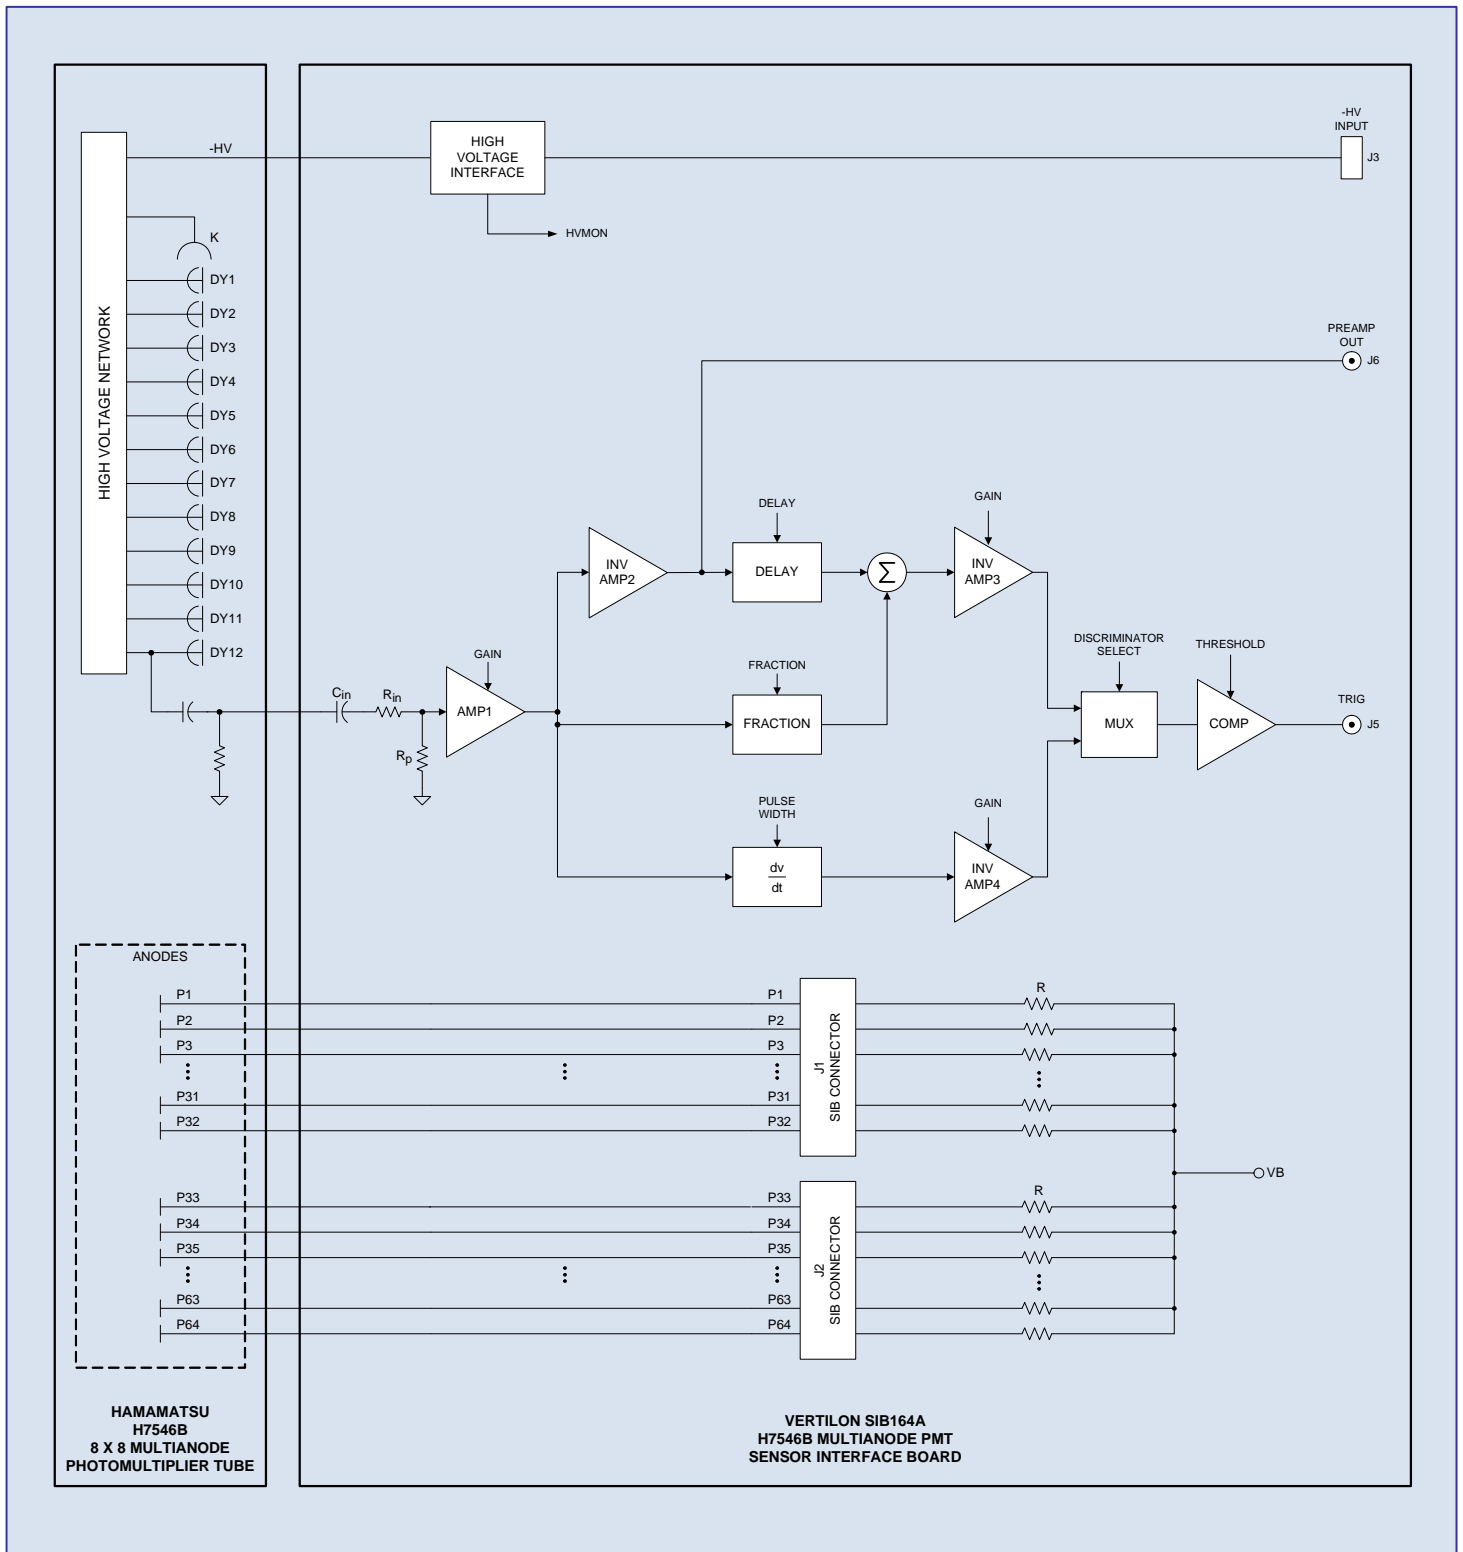 -HV
INPUT
J3
-HV
HIGH
VOLTAGE
INTERFACE
HVMON
HIGH VOLTAGE NETWORK
K
DY1
DY2
DY3
DY4
DY5
DY6
DY7
DY8
DY9
DY10
DY11
DY12
PREAMP
OUT
J6
DELAY
GAIN
INV
AMP2
DELAY
Σ
INV
AMP3
GAIN
Cin
Rin
Rp
AMP1
FRACTION
FRACTION
DISCRIMINATOR
SELECT
MUX
THRESHOLD
COMP
TRIG
J5
PULSE
WIDTH
dv
dt
GAIN
INV
AMP4
ANODES
P1
P2
P3
P31
P32
P33
P34
P35
P63
P64
P1
P2
P3
P31
P32
J1
SIB CONNECTOR
R
P33
P34
P35
P63
P64
J2
SIB CONNECTOR
R
VB
HAMAMATSU
H7546B
8 X 8 MULTIANODE
PHOTOMULTIPLIER TUBE
VERTILON SIB164A
H7546B MULTIANODE PMT
SENSOR INTERFACE BOARD